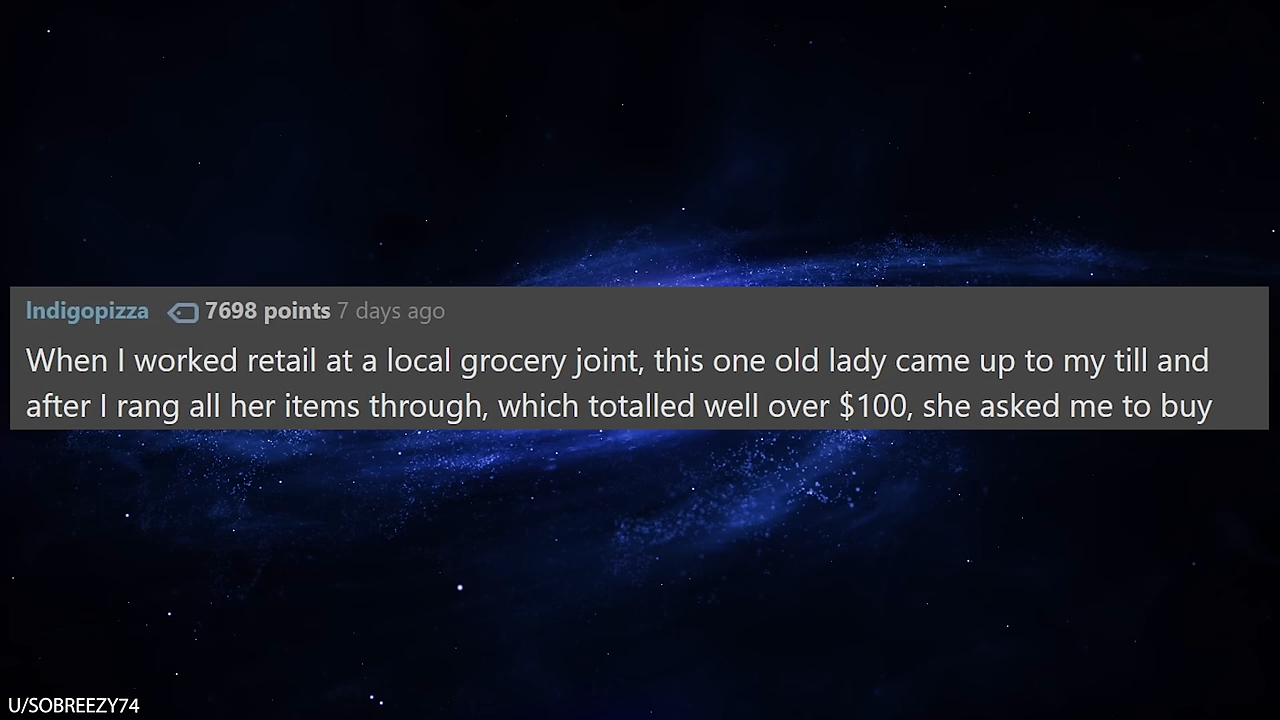 Indigopizza 7698 points 7 days ago
When I worked retail at a local grocery joint, this one old lady came up to my till and
after I rang all her items through, which totalled well over $100, she asked me to buy
U/SOBREEZY74